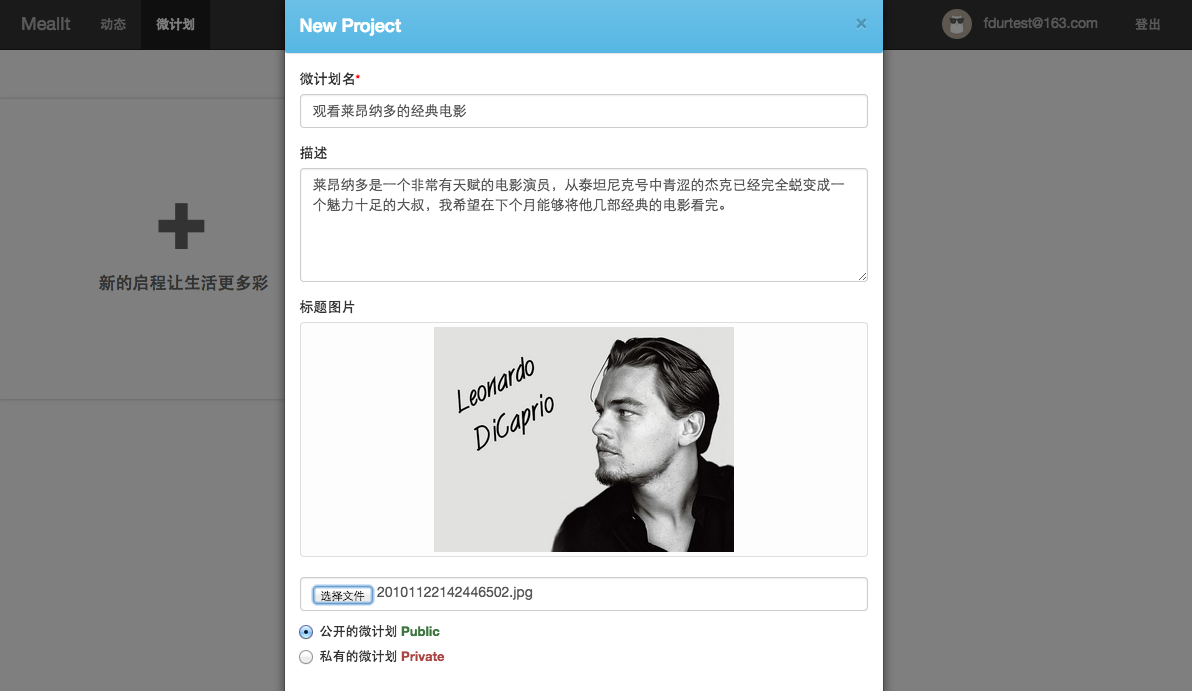 MeaIIt 动态 微计划 New Project × fdurtest@163.com 登出
微计划名*
观看莱昂纳多的经典电影
描述
莱昂纳多是一个非常有天赋的电影演员，从泰坦尼克号中青涩的杰克已经完全蜕变成一
个魅力十足的大叔，我希望在下个月能够将他几部经典的电影看完。
新的启程让生活更多彩
标题图片
Leonardo
DiCaprio
选择文件 20101122142446502.jpg
公开的微计划 Public
私有的微计划 Private